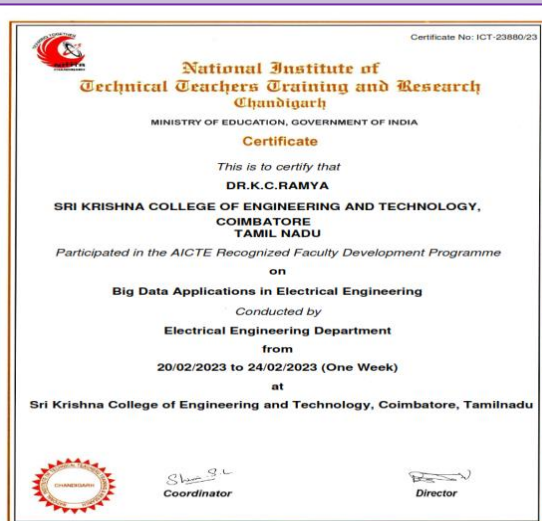 Certificate No: ICT-23880/23
National Institute of
Technical Teachers Training and Research
Chandigarh
MINISTRY OF EDUCATION, GOVERNMENT OF INDIA
Certificate
This is to certify that
DR.K.C.RAMYA
SRI KRISHNA COLLEGE OF ENGINEERING AND TECHNOLOGY,
COIMBATORE
TAMIL NADU
Participated in the AICTE Recognized Faculty Development Programme
on
Big Data Applications in Electrical Engineering
Conducted by
Electrical Engineering Department
from
20/02/2023 to 24/02/2023 (One Week)
at
Sri Krishna College of Engineering and Technology, Coimbatore, Tamilnadu
CHANDIGARH
Coordinator
Director